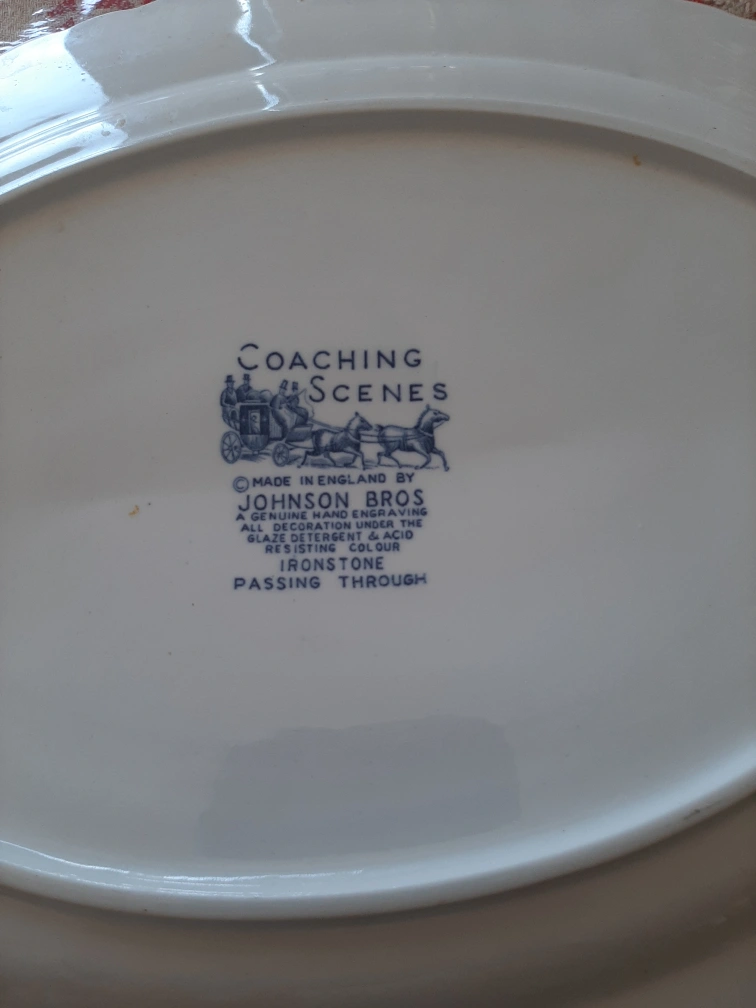 COACHING
SCENES
© MADE IN ENGLAND BY
JOHNSON BROS
A GENUINE HAND ENGRAVING
ALL DECORATION UNDER THE
GLAZE DETERGENT & ACID
RESISTING COLOUR
IRONSTONE
PASSING THROUGH